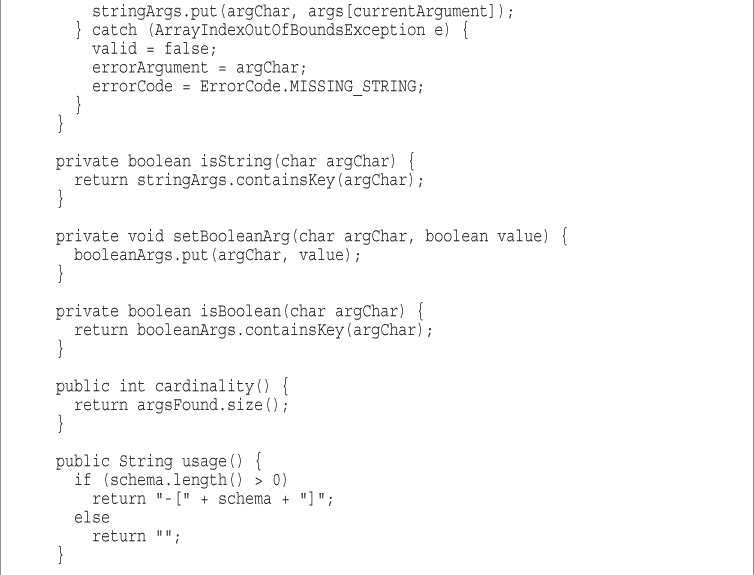 stringArgs.put(argChar, args[currentArgument]);
    } catch (ArrayIndexOutOfBoundsException e) {
      valid = false;
      errorArgument = argChar;
      errorCode = ErrorCode.MISSING_STRING;
    }
  }

  private boolean isString(char argChar) {
    return stringArgs.containsKey(argChar);
  }

  private void setBooleanArg(char argChar, boolean value) {
    booleanArgs.put(argChar, value);
  }

  private boolean isBoolean(char argChar) {
    return booleanArgs.containsKey(argChar);
  }

  public int cardinality() {
    return argsFound.size();
  }

  public String usage() {
    if (schema.length() > 0)
      return "-[" + schema + "]";
    else
      return "";
  }